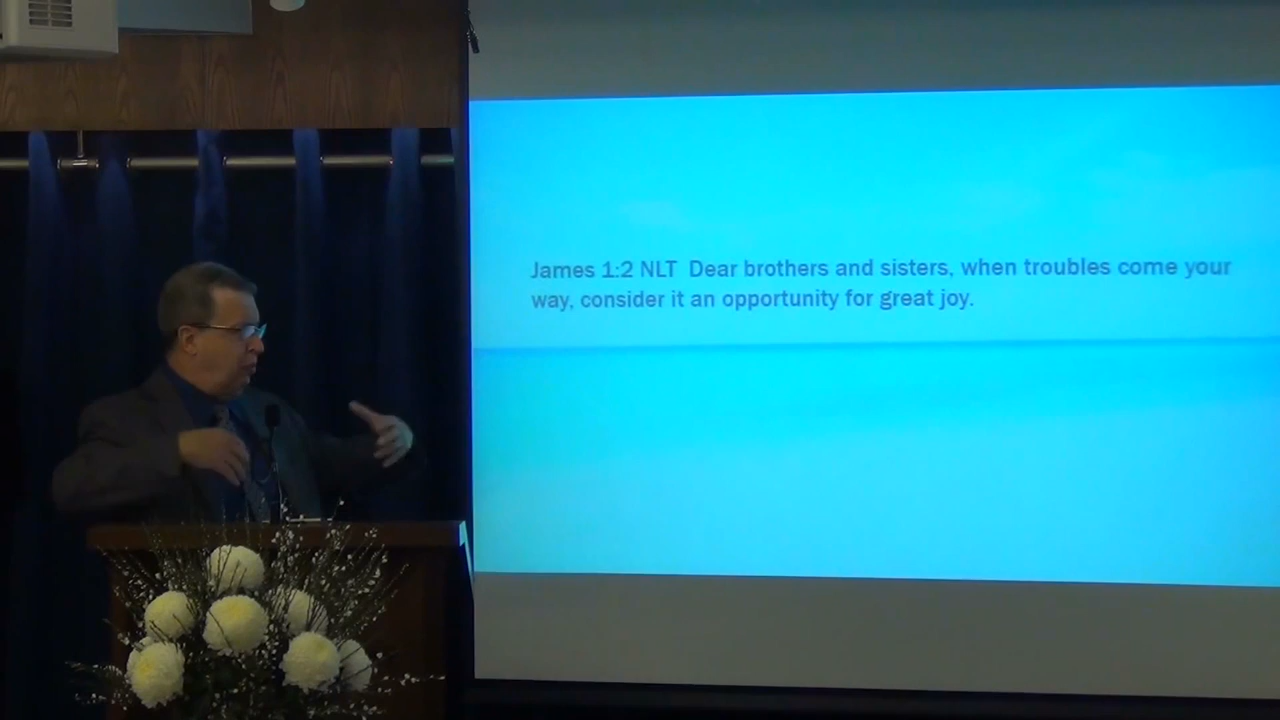 James 1:2 NLT  Dear brothers and sisters, when troubles come your
way, consider it an opportunity for great joy.